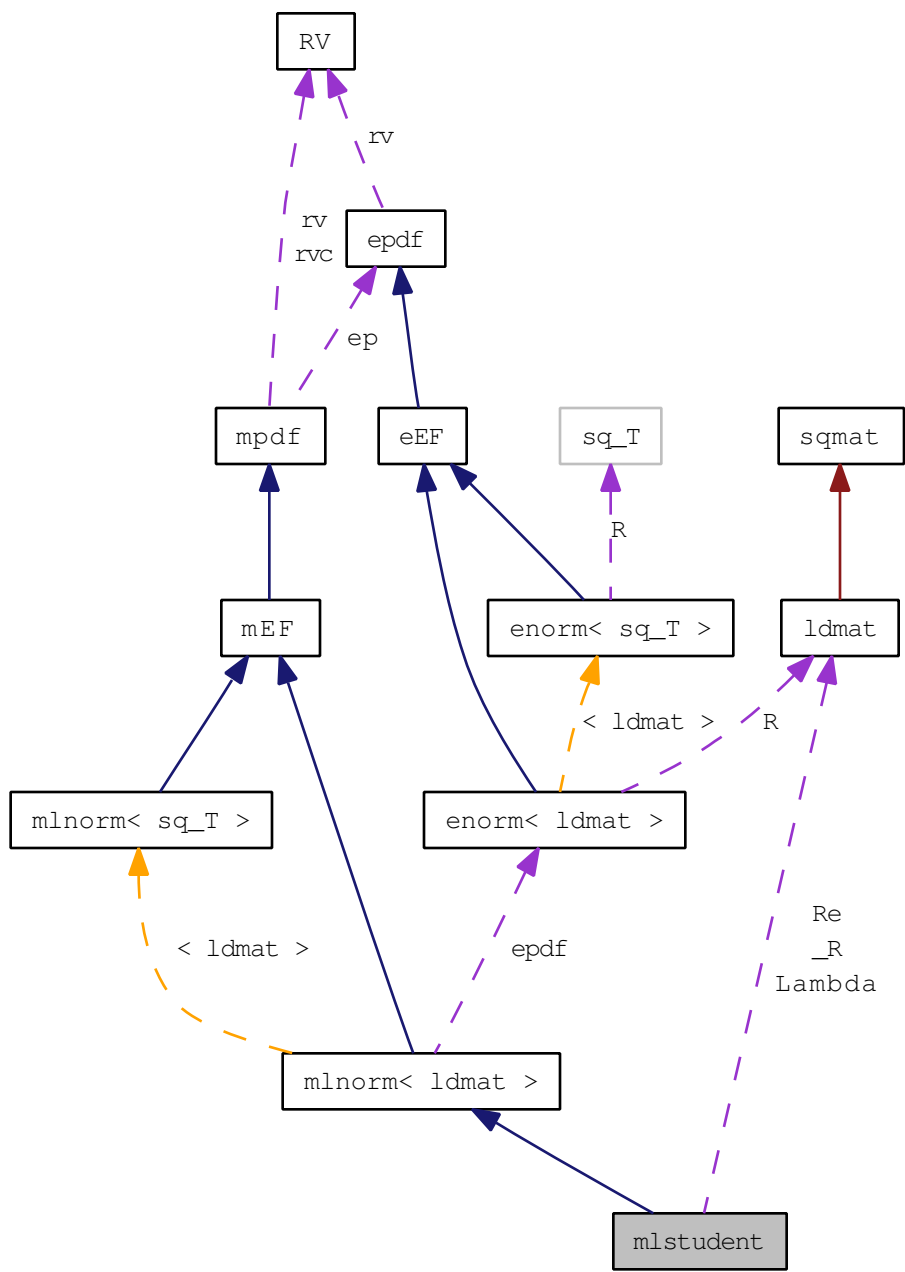 RV
rv
rv
rvc
epdf
ep
mpdf
eEF
sq_T
sqmat
R
mEF
enorm< sq_T >
ldmat
< ldmat >
R
mlnorm< sq_T >
enorm< ldmat >
< ldmat >
epdf
Re
_R
Lambda
mlnorm< ldmat >
mlstudent